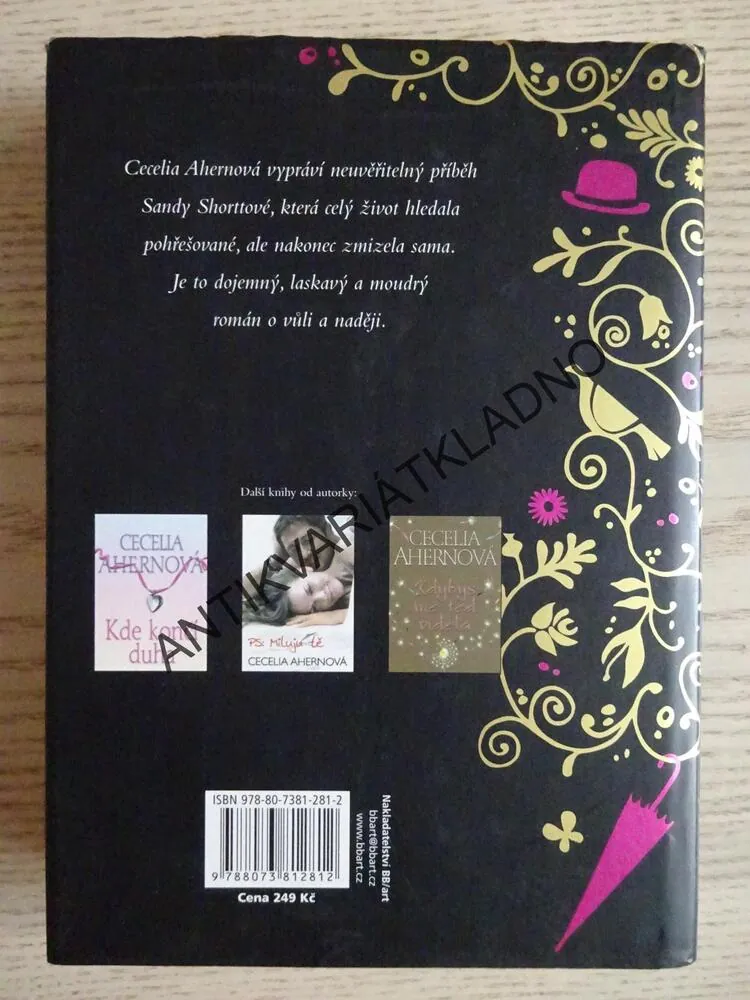 Cecelia Ahernová vypráví neuvěřitelný příběh
Sandy Shorttové, která celý život hledala
pohřešované, ale nakonec zmizela sama.
Je to dojemný, laskavý a moudrý
román o vůli a naději.
ANTIKVARIÁTKLADNO
Další knihy od autorky:
CECELIA
AHERNOVÁ
Kde končí
duha
PS: Miluju tě
CECELIA AHERNOVÁ
CECELIA
AHERNOVÁ
Kdybys
mě teď
viděla
ISBN 978-80-7381-281-2
9 788073 812812
Cena 249 Kč
Nakladatelství BB/art
bbart@bbart.cz
www.bbart.cz